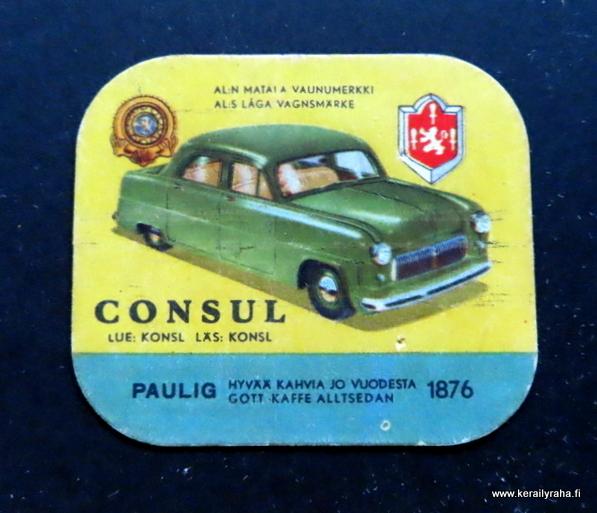 AL:N MATALA VAUNUMERKKI
AL:S LÅGA VAGNSMÄRKE
CONSUL
LUE: KONSL LÄS: KONSL
PAULIG HYVÄÄ KAHVIA JO VUODESTA 1876
GOTT KAFFE ALLTSEDAN
www.kerailyraha.fi